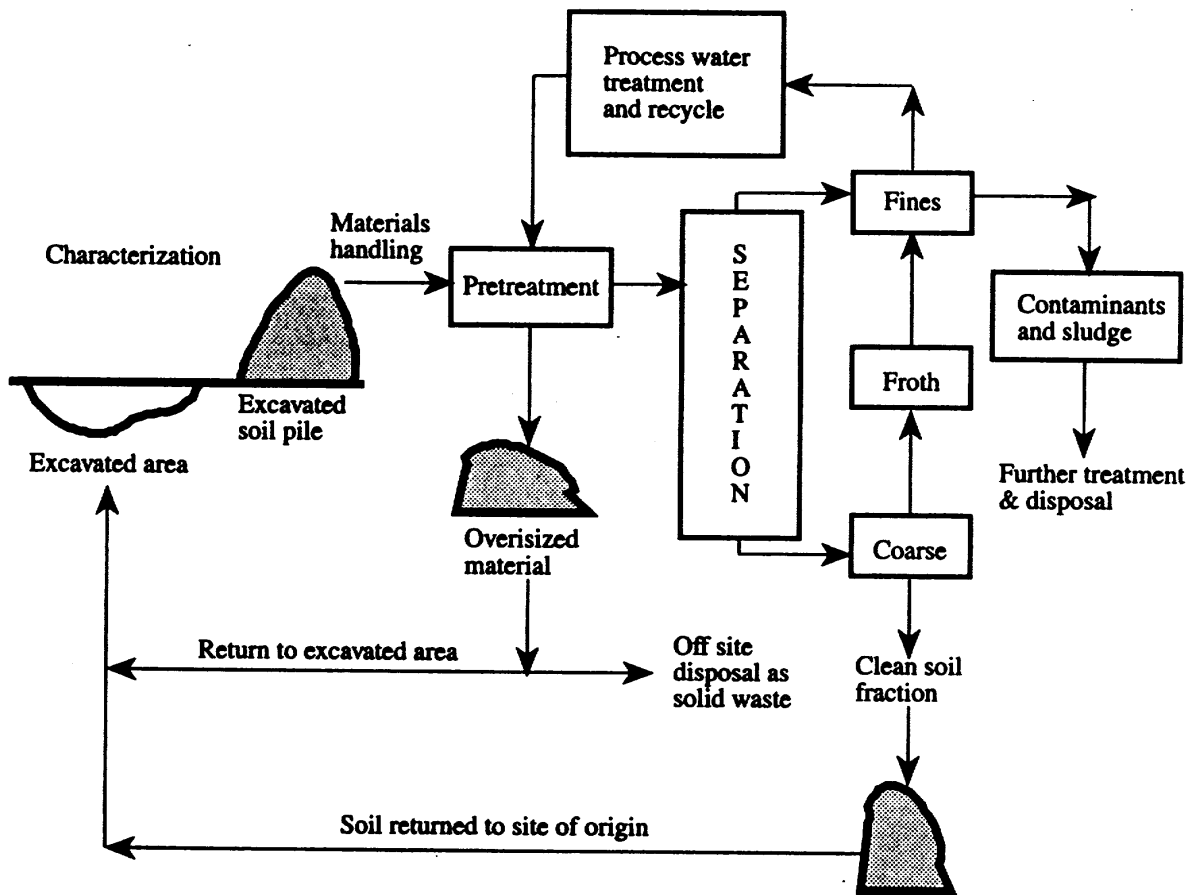 Process water
treatment
and recycle
Fines
Materials
handling
Characterization
Pretreatment
SEPARATION
Contaminants
and sludge
Froth
Excavated
soil pile
Excavated area
Further treatment
& disposal
Overisized
material
Coarse
Return to excavated area
Off site
disposal as
solid waste
Clean soil
fraction
Soil returned to site of origin